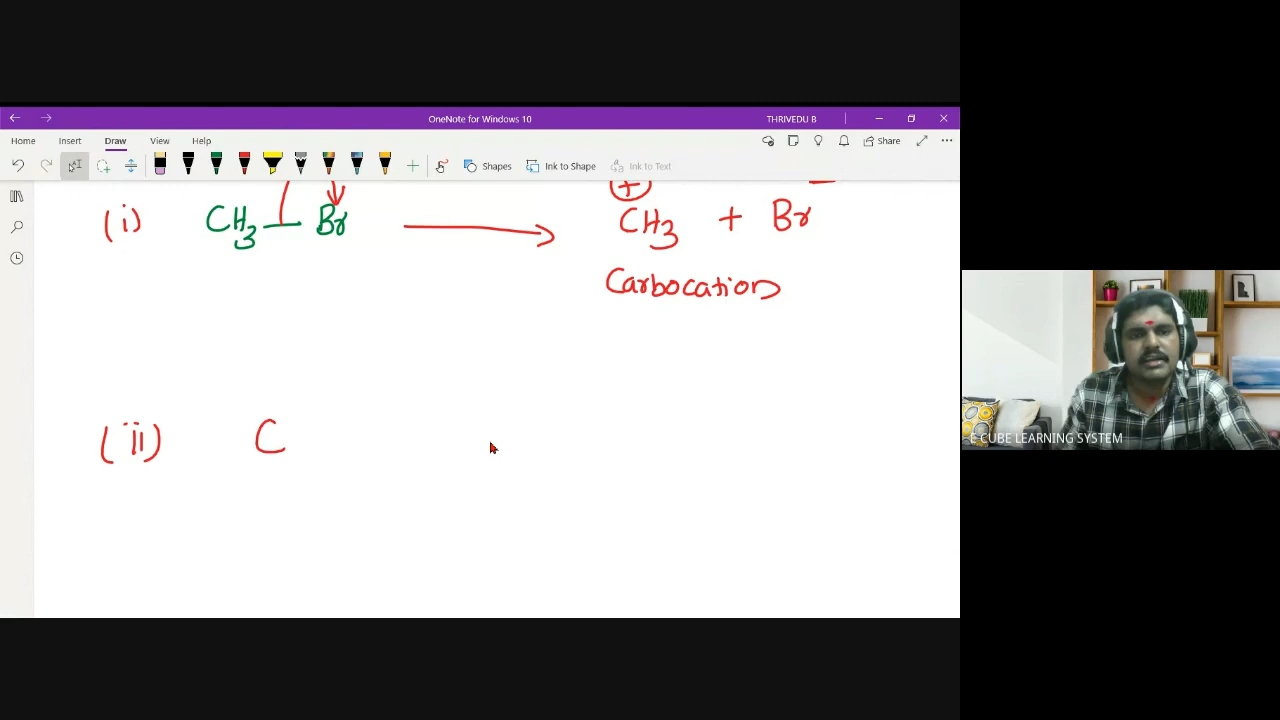 OneNote for Windows 10
THRIVEDU B
Home Insert Draw View Help
Share
Shapes Ink to Shape Ink to Text
(i) CH3 — Br ⟶ ⊕CH3 + Br
Carbocation
(ii) C
E CUBE LEARNING SYSTEM